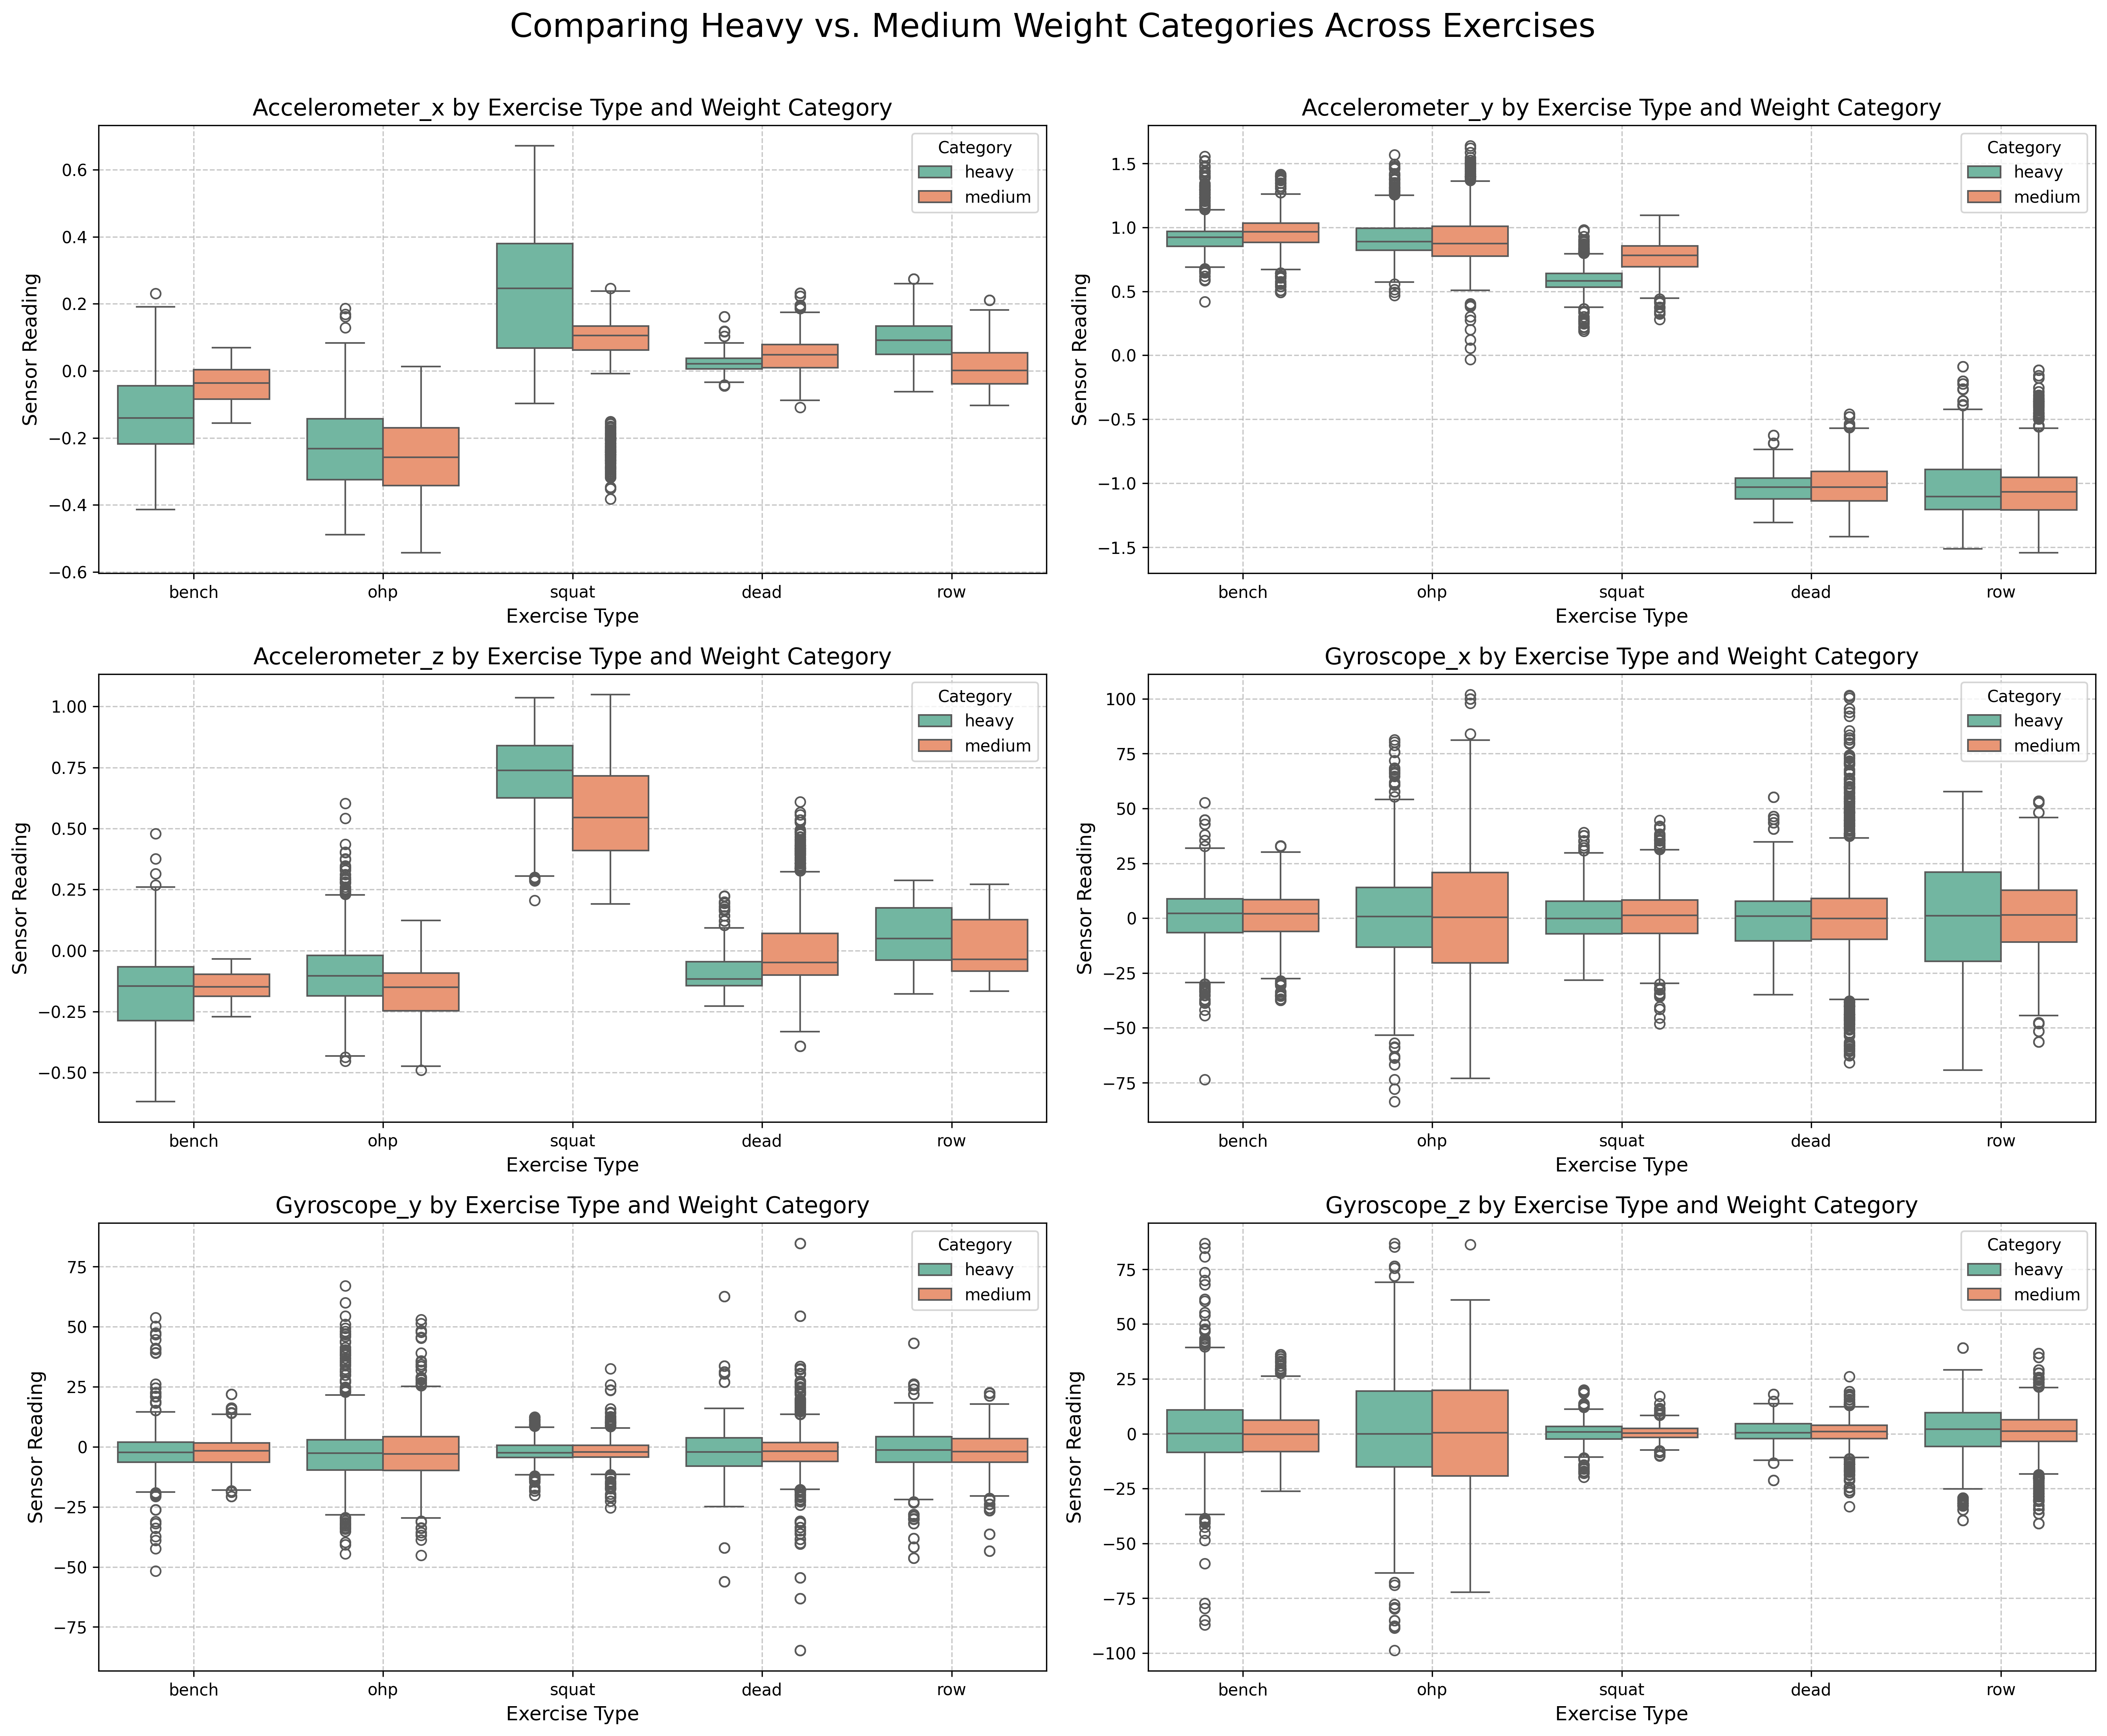 Comparing Heavy vs. Medium Weight Categories Across Exercises
Accelerometer_x by Exercise Type and Weight Category
Sensor Reading
0.6
0.4
0.2
0.0
−0.2
−0.4
−0.6
Category
heavy
medium
bench ohp squat dead row
Exercise Type
Accelerometer_y by Exercise Type and Weight Category
Sensor Reading
1.5
1.0
0.5
0.0
−0.5
−1.0
−1.5
Category
heavy
medium
bench ohp squat dead row
Exercise Type
Accelerometer_z by Exercise Type and Weight Category
Sensor Reading
1.00
0.75
0.50
0.25
0.00
−0.25
−0.50
Category
heavy
medium
bench ohp squat dead row
Exercise Type
Gyroscope_x by Exercise Type and Weight Category
Sensor Reading
100
75
50
25
0
−25
−50
−75
Category
heavy
medium
bench ohp squat dead row
Exercise Type
Gyroscope_y by Exercise Type and Weight Category
Sensor Reading
75
50
25
0
−25
−50
−75
Category
heavy
medium
bench ohp squat dead row
Exercise Type
Gyroscope_z by Exercise Type and Weight Category
Sensor Reading
75
50
25
0
−25
−50
−75
−100
Category
heavy
medium
bench ohp squat dead row
Exercise Type